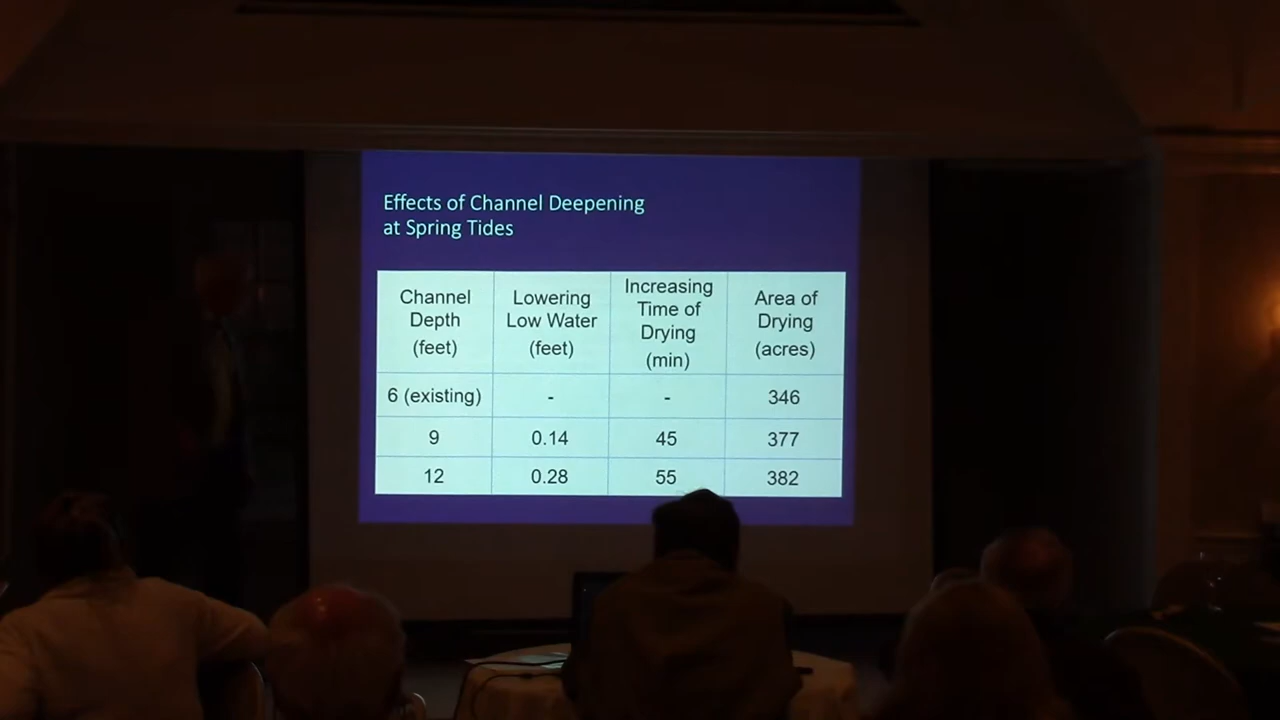 Effects of Channel Deepening
at Spring Tides
Channel
Depth
(feet)
Lowering
Low Water
(feet)
Increasing
Time of
Drying
(min)
Area of
Drying
(acres)
6 (existing)
-
-
346
9
0.14
45
377
12
0.28
55
382